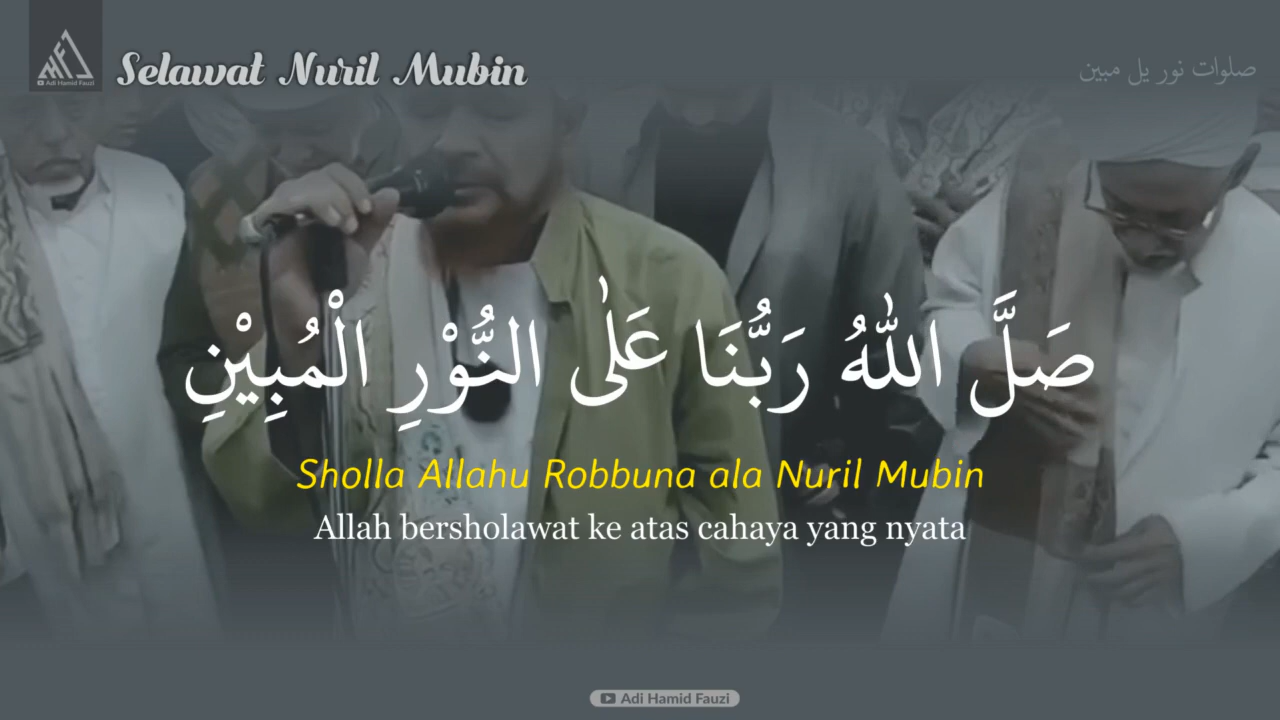 Adi Hamid Fauzi
Selawat Nuril Mubin
صلوات نور يل مبين
صَلَّ اللهُ رَبُّنَا عَلٰى النُّوْرِ الْمُبِيْنِ
Sholla Allahu Robbuna ala Nuril Mubin
Allah bersholawat ke atas cahaya yang nyata
Adi Hamid Fauzi